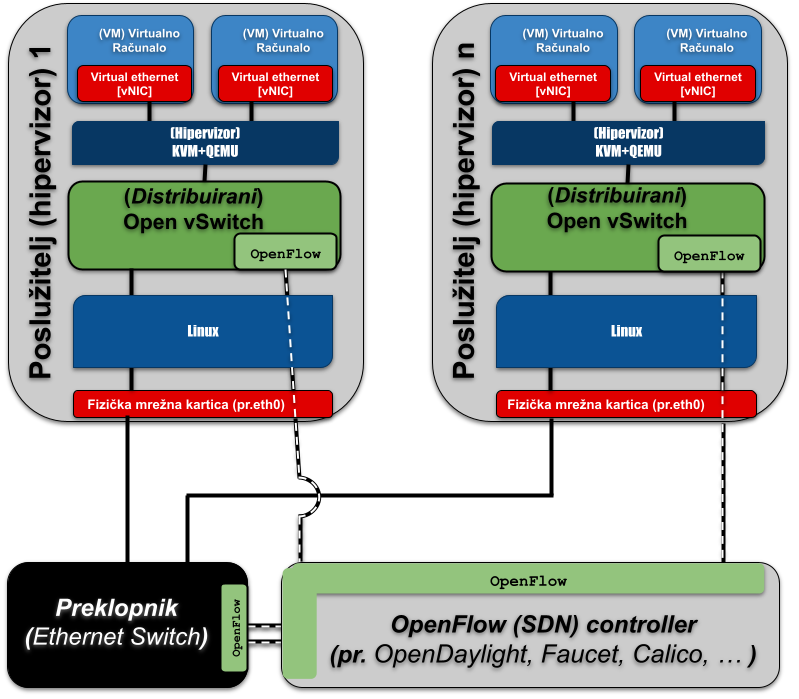 Poslužitelj (hipervizor) 1
(VM) Virtualno
Računalo
Virtual ethernet
[vNIC]
(VM) Virtualno
Računalo
Virtual ethernet
[vNIC]
(Hipervizor)
KVM+QEMU
(Distribuirani)
Open vSwitch
OpenFlow
Linux
Fizička mrežna kartica (pr.eth0)
Poslužitelj (hipervizor) n
(VM) Virtualno
Računalo
Virtual ethernet
[vNIC]
(VM) Virtualno
Računalo
Virtual ethernet
[vNIC]
(Hipervizor)
KVM+QEMU
(Distribuirani)
Open vSwitch
OpenFlow
Linux
Fizička mrežna kartica (pr.eth0)
Preklopnik
(Ethernet Switch)
OpenFlow
OpenFlow
OpenFlow (SDN) controller
(pr. OpenDaylight, Faucet, Calico, … )